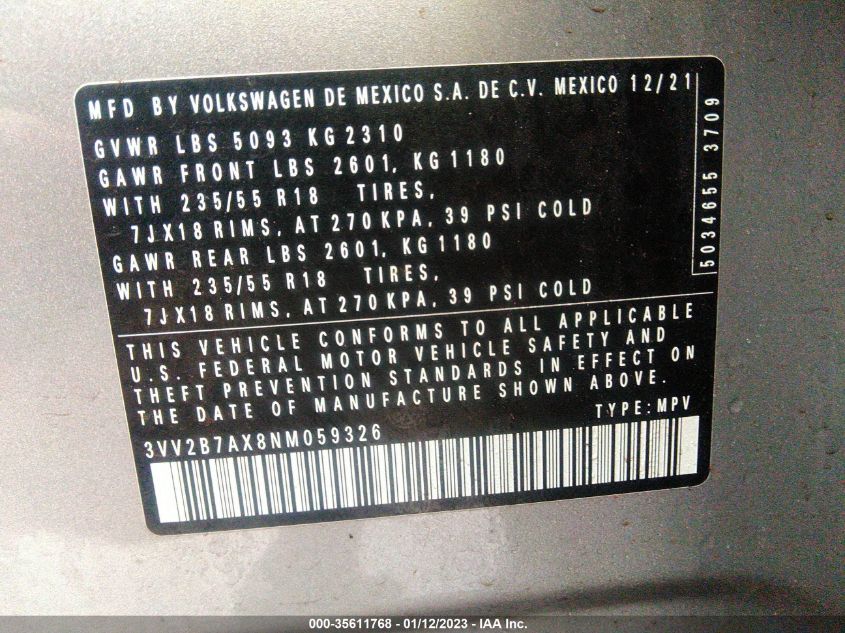 MFD BY VOLKSWAGEN DE MEXICO S.A. DE C.V. MEXICO 12/21
GVWR LBS 5093 KG 2310
GAWR FRONT LBS 2601, KG 1180
WITH 235/55 R18 TIRES,
7JX18 RIMS, AT 270 KPA, 39 PSI COLD
GAWR REAR LBS 2601, KG 1180
WITH 235/55 R18 TIRES,
7JX18 RIMS, AT 270 KPA, 39 PSI COLD
5034655 3709
THIS VEHICLE CONFORMS TO ALL APPLICABLE
U.S. FEDERAL MOTOR VEHICLE SAFETY AND
THEFT PREVENTION STANDARDS IN EFFECT ON
THE DATE OF MANUFACTURE SHOWN ABOVE.
TYPE: MPV
3VV2B7AX8NM059326
000-35611768 - 01/12/2023 - IAA Inc.